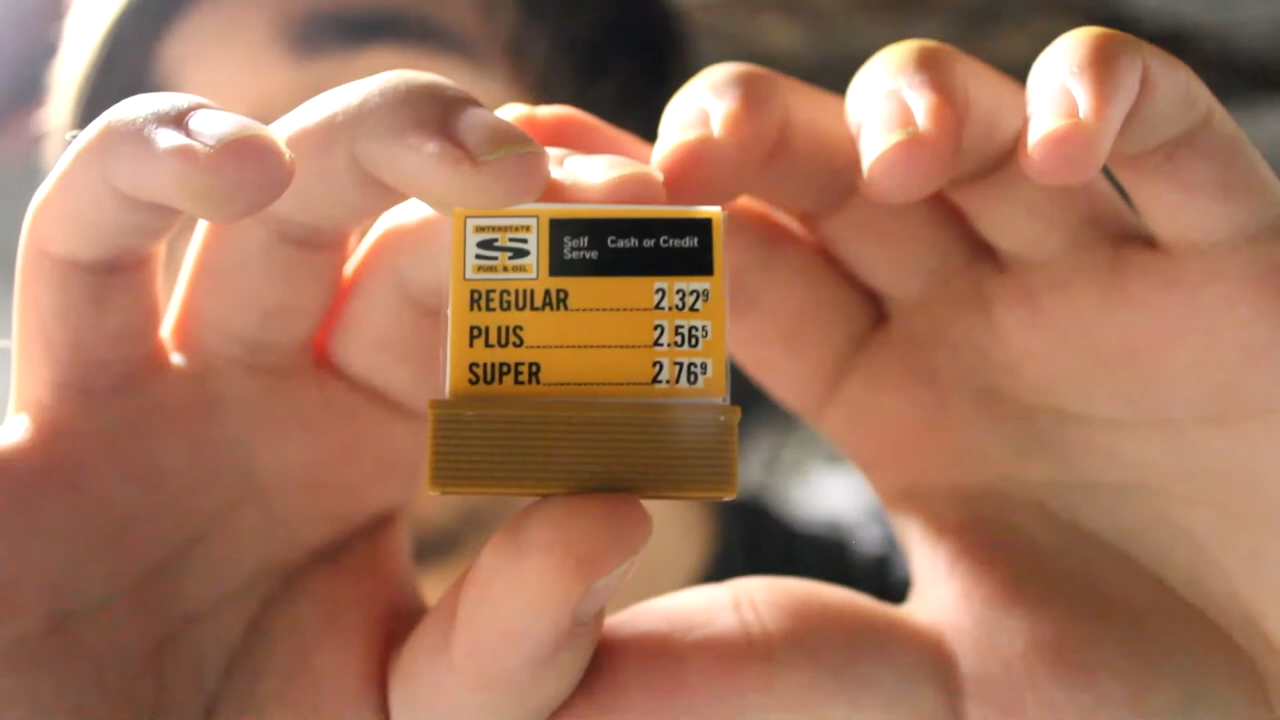 INTERSTATE
S
FUEL & OIL
Self Serve
Cash or Credit
REGULAR 2.32⁹
PLUS 2.56⁵
SUPER 2.76⁹